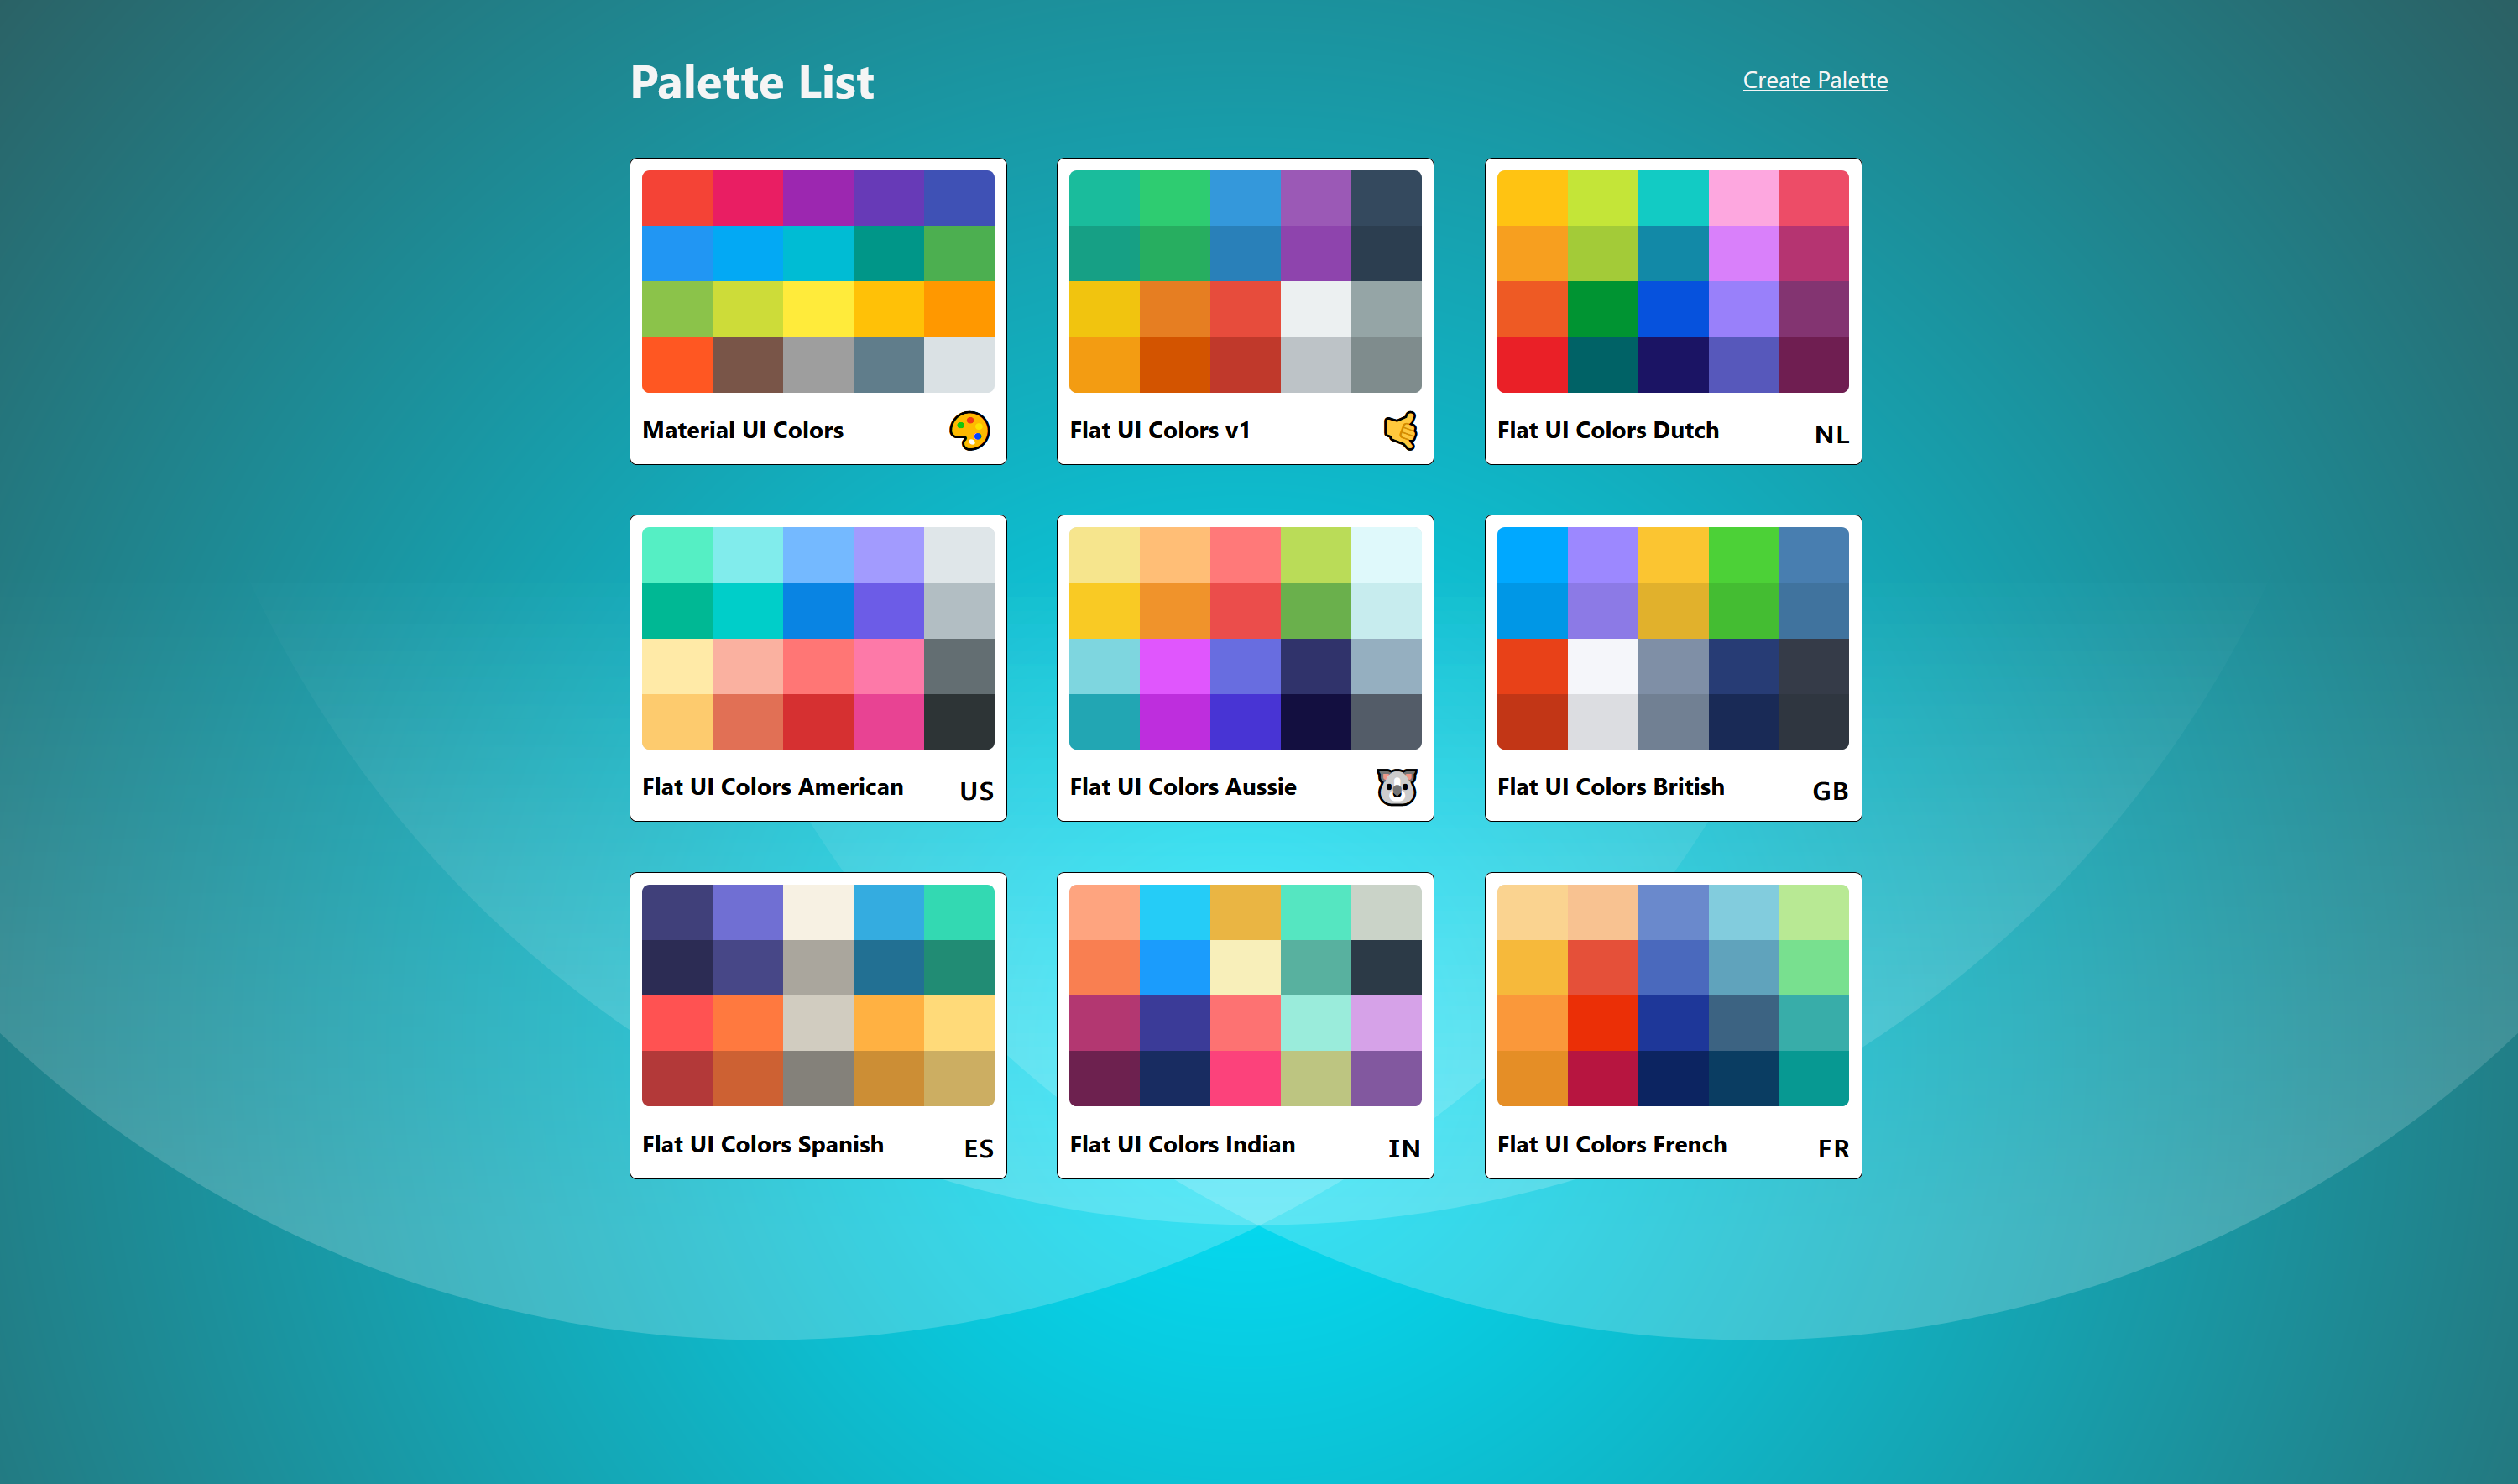 Palette List
Create Palette
Material UI Colors
Flat UI Colors v1
Flat UI Colors Dutch NL
Flat UI Colors American US
Flat UI Colors Aussie
Flat UI Colors British GB
Flat UI Colors Spanish ES
Flat UI Colors Indian IN
Flat UI Colors French FR